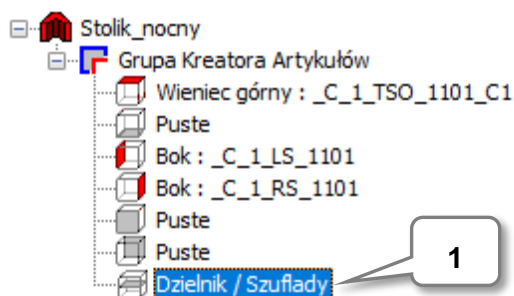 Stolik_nocny
Grupa Kreatora Artykułów
Wieniec górny : _C_1_TSO_1101_C1
Puste
Bok : _C_1_LS_1101
Bok : _C_1_RS_1101
Puste
Puste
Dzielnik / Szuflady
1